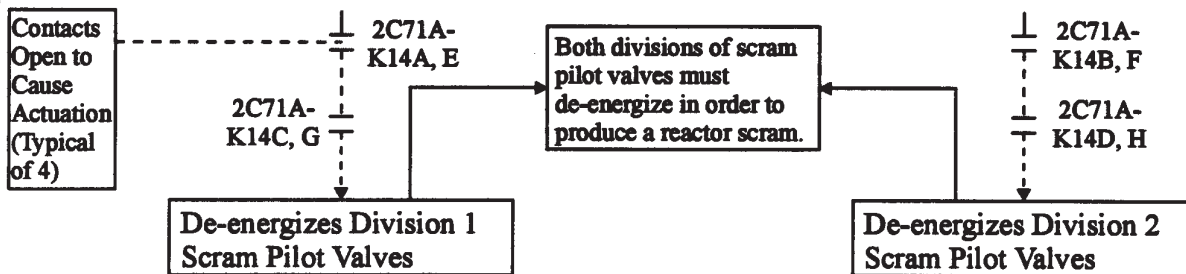 Contacts
Open to
Cause
Actuation
(Typical
of 4)
2C71A-
K14A, E
2C71A-
K14C, G
Both divisions of scram
pilot valves must
de-energize in order to
produce a reactor scram.
2C71A-
K14B, F
2C71A-
K14D, H
De-energizes Division 1
Scram Pilot Valves
De-energizes Division 2
Scram Pilot Valves